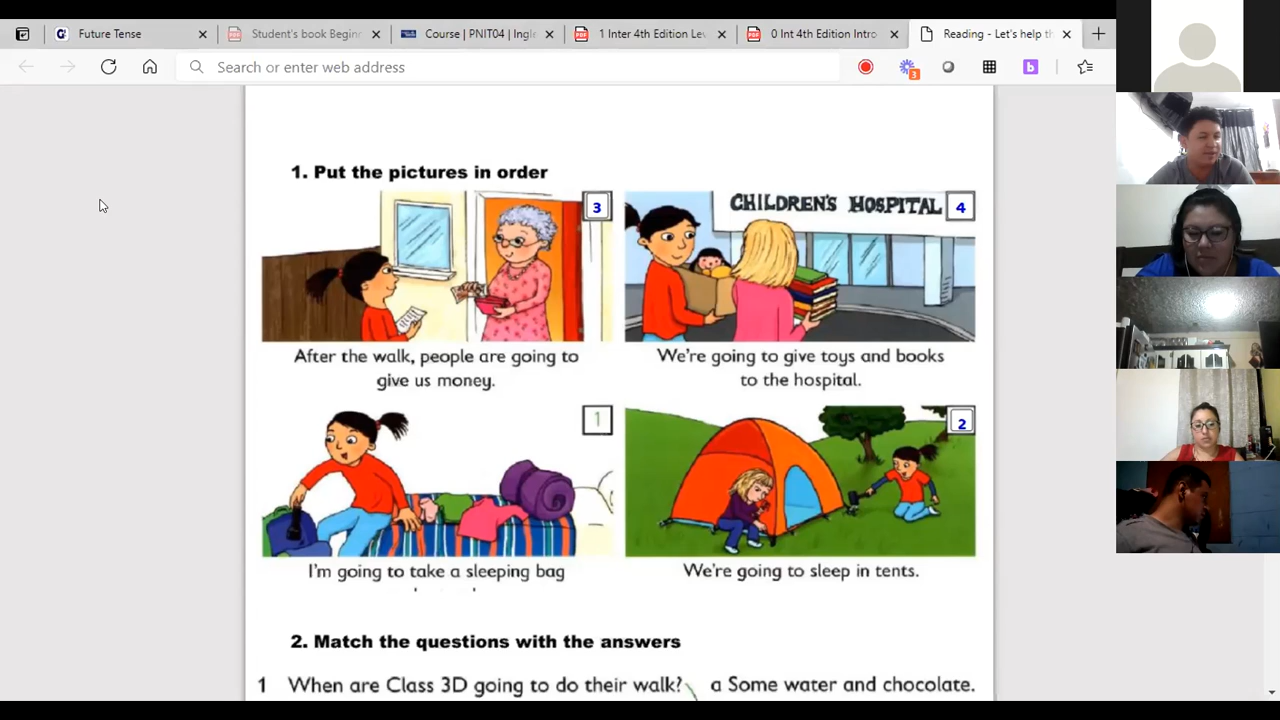 Future Tense
Student's book Beginn
Course | PNIT04 | Ingle
1 Inter 4th Edition Lev
0 Int 4th Edition Intro
Reading - Let's help th
Search or enter web address
3
b
1. Put the pictures in order
3
CHILDREN'S HOSPITAL
4
After the walk, people are going to
give us money.
We're going to give toys and books
to the hospital.
1
2
I'm going to take a sleeping bag
We're going to sleep in tents.
2. Match the questions with the answers
1 When are Class 3D going to do their walk?
a Some water and chocolate.